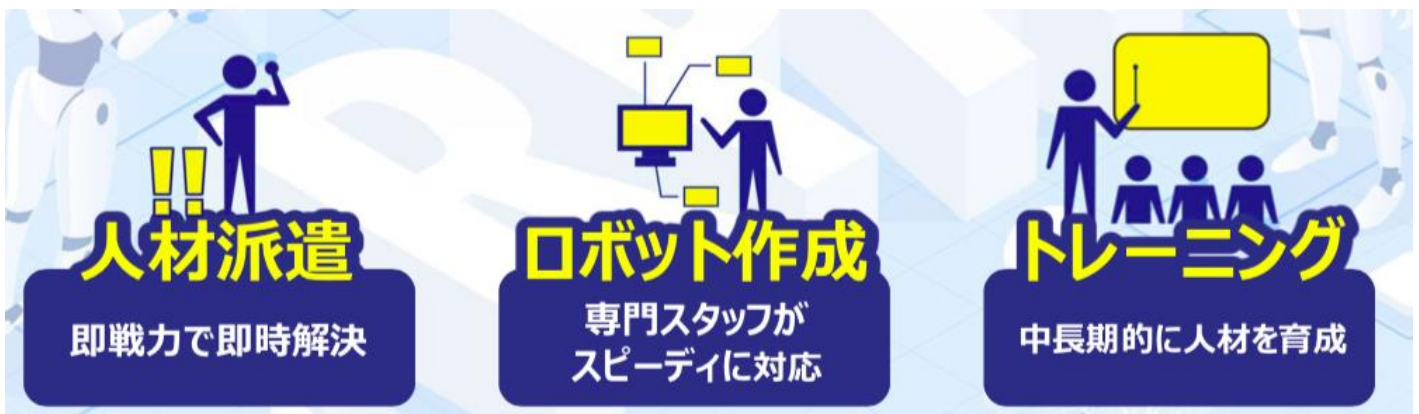 人材派遣
即戦力で即時解決
ロボット作成
専門スタッフが
スピーディに対応
トレーニング
中長期的に人材を育成